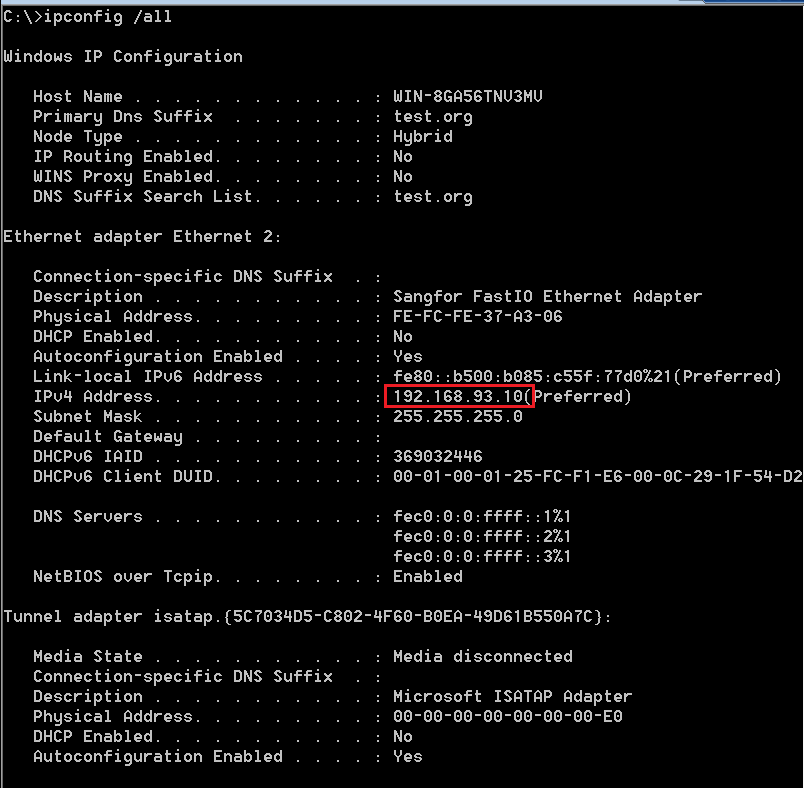 C:\>ipconfig /all
Windows IP Configuration
Host Name . . . . . . . . . . . . : WIN-8GA56TNV3MV
Primary Dns Suffix  . . . . . . . : test.org
Node Type . . . . . . . . . . . . : Hybrid
IP Routing Enabled. . . . . . . . : No
WINS Proxy Enabled. . . . . . . . : No
DNS Suffix Search List. . . . . . : test.org
Ethernet adapter Ethernet 2:
Connection-specific DNS Suffix  . :
Description . . . . . . . . . . . : Sangfor FastIO Ethernet Adapter
Physical Address. . . . . . . . . : FE-FC-FE-37-A3-06
DHCP Enabled. . . . . . . . . . . : No
Autoconfiguration Enabled . . . . : Yes
Link-local IPv6 Address . . . . . : fe80::b500:b085:c55f:77d0%21(Preferred)
IPv4 Address. . . . . . . . . . . : 192.168.93.10(Preferred)
Subnet Mask . . . . . . . . . . . : 255.255.255.0
Default Gateway . . . . . . . . . :
DHCPv6 IAID . . . . . . . . . . . : 369032446
DHCPv6 Client DUID. . . . . . . . : 00-01-00-01-25-FC-F1-E6-00-0C-29-1F-54-D2
DNS Servers . . . . . . . . . . . : fec0:0:0:ffff::1%1
fec0:0:0:ffff::2%1
fec0:0:0:ffff::3%1
NetBIOS over Tcpip. . . . . . . . : Enabled
Tunnel adapter isatap.{5C7034D5-C802-4F60-B0EA-49D61B550A7C}:
Media State . . . . . . . . . . . : Media disconnected
Connection-specific DNS Suffix  . :
Description . . . . . . . . . . . : Microsoft ISATAP Adapter
Physical Address. . . . . . . . . : 00-00-00-00-00-00-00-E0
DHCP Enabled. . . . . . . . . . . : No
Autoconfiguration Enabled . . . . : Yes